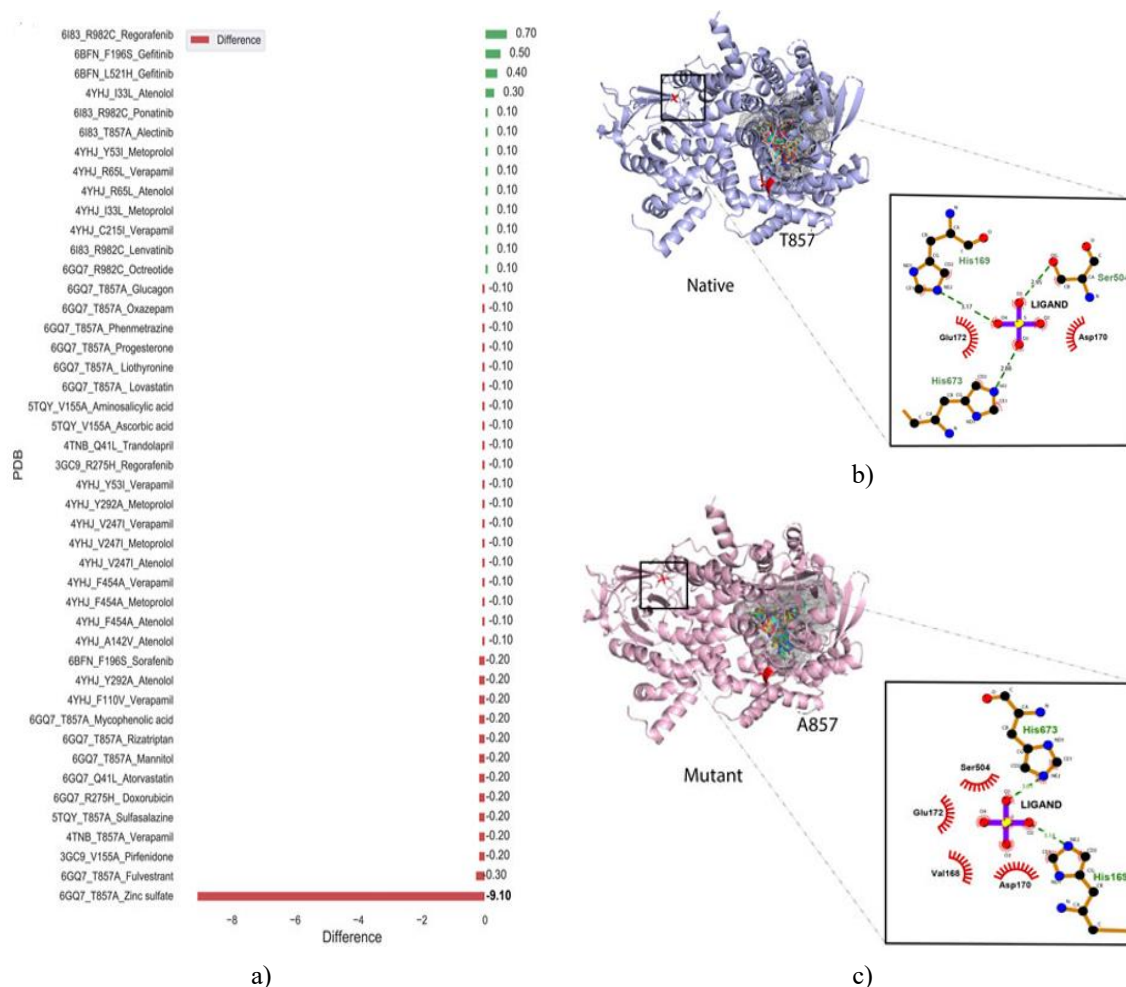 Difference
6I83_R982C_Regorafenib 0.70
6BFN_F196S_Gefitinib 0.50
6BFN_L521H_Gefitinib 0.40
4YHJ_I33L_Atenolol 0.30
6I83_R982C_Ponatinib 0.10
6I83_T857A_Alectinib 0.10
4YHJ_Y53I_Metoprolol 0.10
4YHJ_R65L_Verapamil 0.10
4YHJ_R65L_Atenolol 0.10
4YHJ_I33L_Metoprolol 0.10
4YHJ_C215I_Verapamil 0.10
6I83_R982C_Lenvatinib 0.10
6GQ7_R982C_Octreotide 0.10
6GQ7_T857A_Glucagon -0.10
6GQ7_T857A_Oxazepam -0.10
6GQ7_T857A_Phenmetrazine -0.10
6GQ7_T857A_Progesterone -0.10
6GQ7_T857A_ Liothyronine -0.10
6GQ7_T857A_ Lovastatin -0.10
5TQY_V155A_Aminosalicylic acid -0.10
5TQY_V155A_Ascorbic acid -0.10
4TNB_Q41L_Trandolapril -0.10
3GC9_R275H_Regorafenib -0.10
4YHJ_Y53I_Verapamil -0.10
4YHJ_Y292A_Metoprolol -0.10
4YHJ_V247I_Verapamil -0.10
4YHJ_V247I_Metoprolol -0.10
4YHJ_V247I_Atenolol -0.10
4YHJ_F454A_Verapamil -0.10
4YHJ_F454A_Metoprolol -0.10
4YHJ_F454A_Atenolol -0.10
4YHJ_A142V_Atenolol -0.10
6BFN_F196S_Sorafenib -0.20
4YHJ_Y292A_Atenolol -0.20
4YHJ_F110V_Verapamil -0.20
6GQ7_T857A_Mycophenolic acid -0.20
6GQ7_T857A_Rizatriptan -0.20
6GQ7_T857A_Mannitol -0.20
6GQ7_Q41L_Atorvastatin -0.20
6GQ7_R275H_ Doxorubicin -0.20
5TQY_T857A_Sulfasalazine -0.20
4TNB_T857A_Verapamil -0.20
3GC9_V155A_Pirfenidone -0.20
6GQ7_T857A_Fulvestrant -0.30
6GQ7_T857A_Zinc sulfate -9.10
PDB
−8 −6 −4 −2 0
Difference
a)
T857
Native
His169
Ser504
LIGAND
Glu172
Asp170
His673
b)
A857
Mutant
His673
Ser504
LIGAND
Glu172
Val168
Asp170
His169
c)